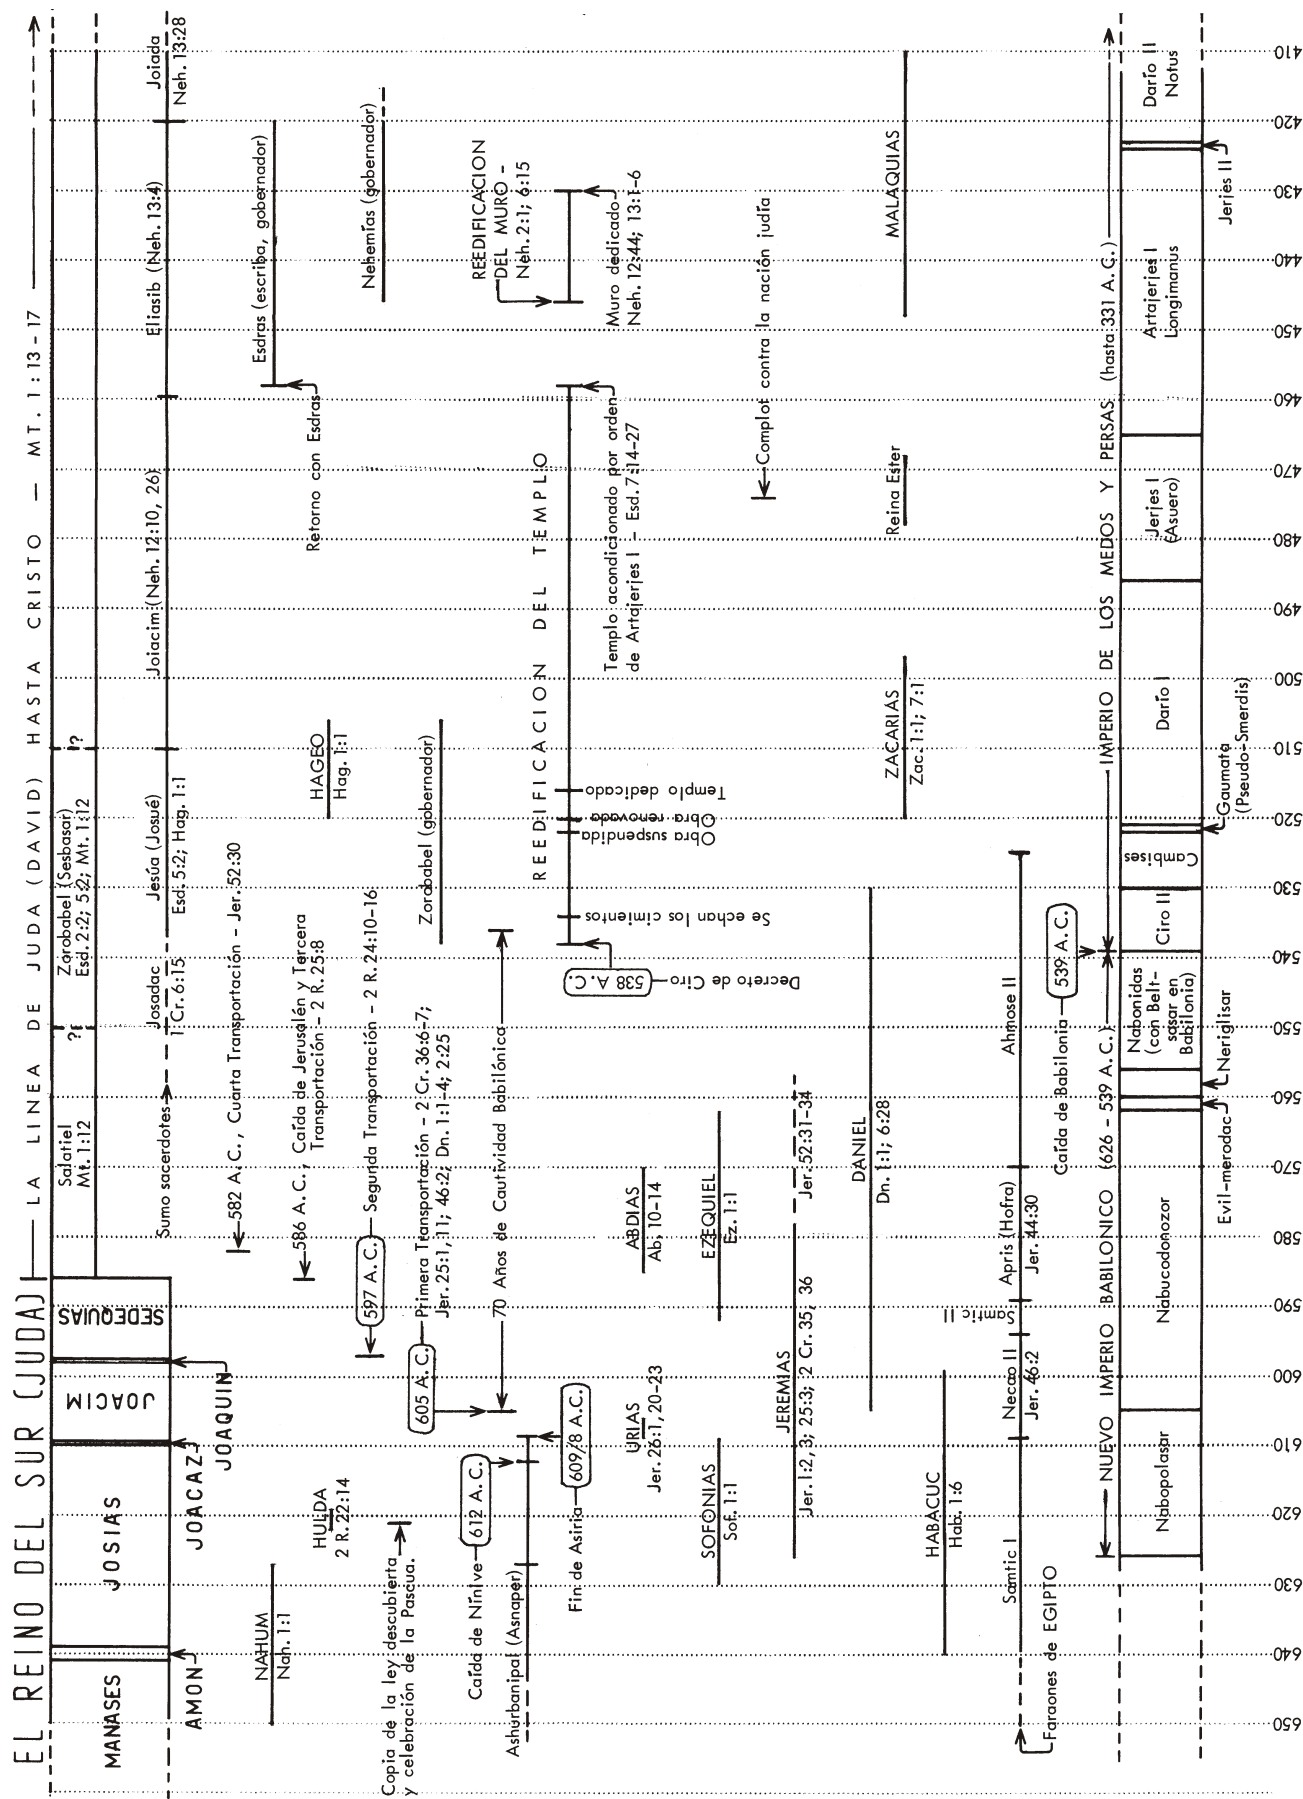 EL REINO DEL SUR (JUDA)
LA LINEA DE JUDA (DAVID) HASTA CRISTO — MT. 1:13-17
MANASES
AMON
JOSIAS
JOACAZ
JOACIM
JOAQUIN
SEDEQUIAS
Salatiel
Mt. 1:12
??
Zorobabel (Sesbasar)
Esd. 2:2; 5:2; Mt. 1:12
??
Sumo sacerdotes
Josadac
1 Cr. 6:15
Jesúa (Josué)
Esd. 5:2; Hag. 1:1
Joiacim (Neh. 12:10, 26)
Eliasib (Neh. 13:4)
Joiada
Neh. 13:28
582 A.C., Cuarta Transportación - Jer. 52:30
NAHUM
Nah. 1:1
Esdras (escriba, gobernador)
Retorno con Esdras
HULDA
2 R. 22:14
586 A.C., Caída de Jerusalén y Tercera
Transportación - 2 R. 25:8
HAGEO
Hag. 1:1
597 A.C.
Segunda Transportación - 2 R. 24:10-16
Nehemías (gobernador)
Copia de la ley descubierta
y celebración de la Pascua.
605 A.C.
Primera Transportación - 2 Cr. 36:6-7;
Jer. 25:1, 11; 46:2; Dn. 1:1-4; 2:25
Zorobabel (gobernador)
Caída de Nínive
612 A.C.
70 Años de Cautividad Babilónica
REEDIFICACION
DEL MURO -
Neh. 2:1; 6:15
Ashurbanipal (Asnaper)
Fin de Asiria
609/8 A.C.
REEDIFICACION DEL TEMPLO
538 A.C.
Decreto de Ciro
Se echan los cimientos
Obra suspendida
Obra renovada
Templo dedicado
Templo acondicionado por orden
de Artajerjes I - Esd. 7:14-27
Muro dedicado-
Neh. 12:44; 13:1-6
URIAS
Jer. 26:1, 20-23
ABDIAS
Ab. 10-14
SOFONIAS
Sof. 1:1
EZEQUIEL
Ez. 1:1
Complot contra la nación judía
JEREMIAS
Jer. 1:2, 3; 25:3; 2 Cr. 35, 36
Jer. 52:31-34
DANIEL
Dn. 1:1; 6:28
ZACARIAS
Zac. 1:1; 7:1
Reina Ester
MALAQUIAS
HABACUC
Hab. 1:6
Faraones de EGIPTO
Samtic I
Necao II
Jer. 46:2
Samtic II
Apris (Hofra)
Jer. 44:30
Ahmose II
Caída de Babilonia
539 A.C.
NUEVO IMPERIO BABILONICO (626 - 539 A.C.)
IMPERIO DE LOS MEDOS Y PERSAS (hasta 331 A.C.)
Nabopolasar
Nabucodonozor
Evil-merodac
Neriglisar
Nabonidas
(con Belt-
sasar en
Babilonia)
Ciro II
Cambises
Gaumata
(Pseudo-Smerdis)
Darío I
Jerjes I
(Asuero)
Artajerjes I
Longimanus
Jerjes II
Darío II
Notus
650
640
630
620
610
600
590
580
570
560
550
540
530
520
510
500
490
480
470
460
450
440
430
420
410